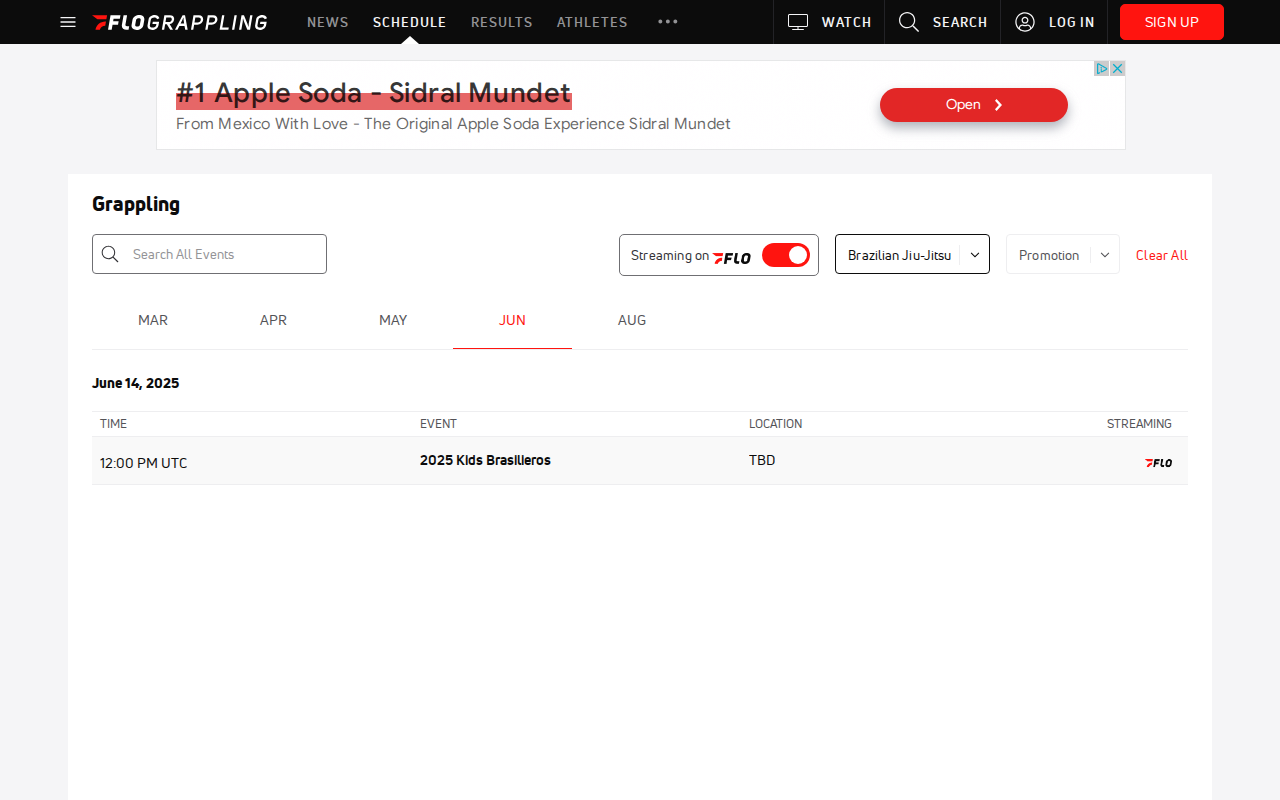 FLOGRAPPLING NEWS SCHEDULE RESULTS ATHLETES WATCH SEARCH LOG IN SIGN UP
#1 Apple Soda - Sidral Mundet
From Mexico With Love - The Original Apple Soda Experience Sidral Mundet
Open
Grappling
Search All Events Streaming on FLO Brazilian Jiu-Jitsu Promotion Clear All
MAR APR MAY JUN AUG
June 14, 2025
TIME EVENT LOCATION STREAMING
12:00 PM UTC 2025 Kids Brasilieros TBD FLO